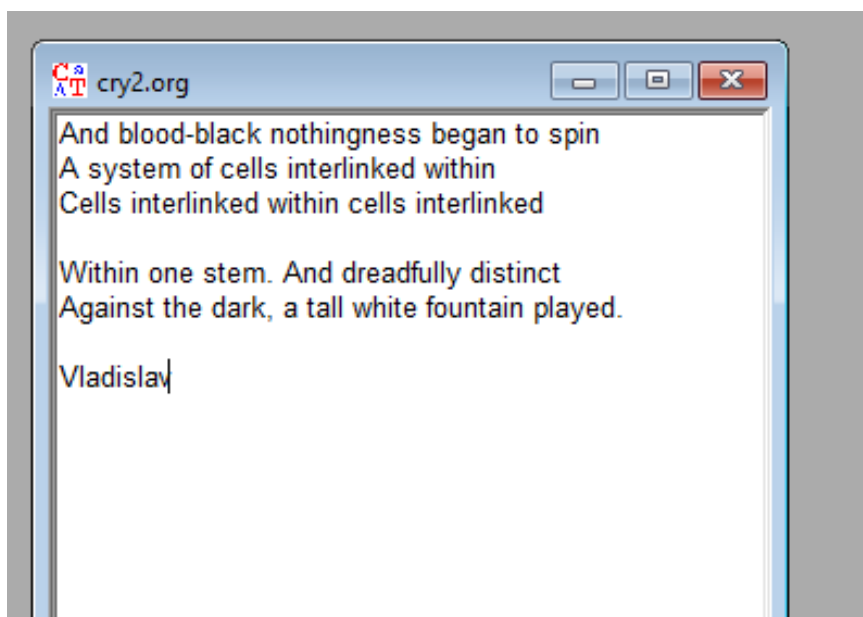 cry2.org
And blood-black nothingness began to spin
A system of cells interlinked within
Cells interlinked within cells interlinked
Within one stem. And dreadfully distinct
Against the dark, a tall white fountain played.
Vladislav